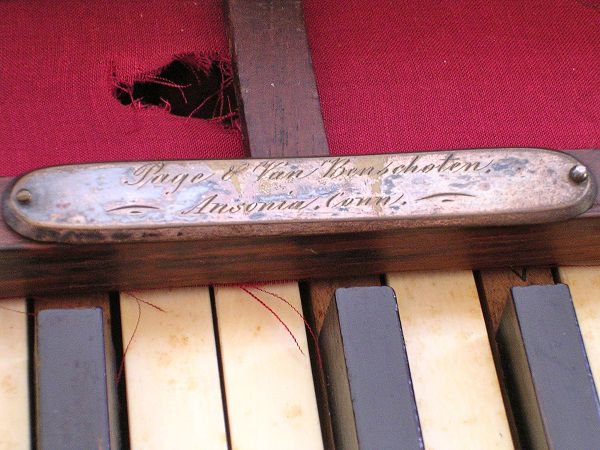 Page & Van Benschoten.
Ansonia. Conn.